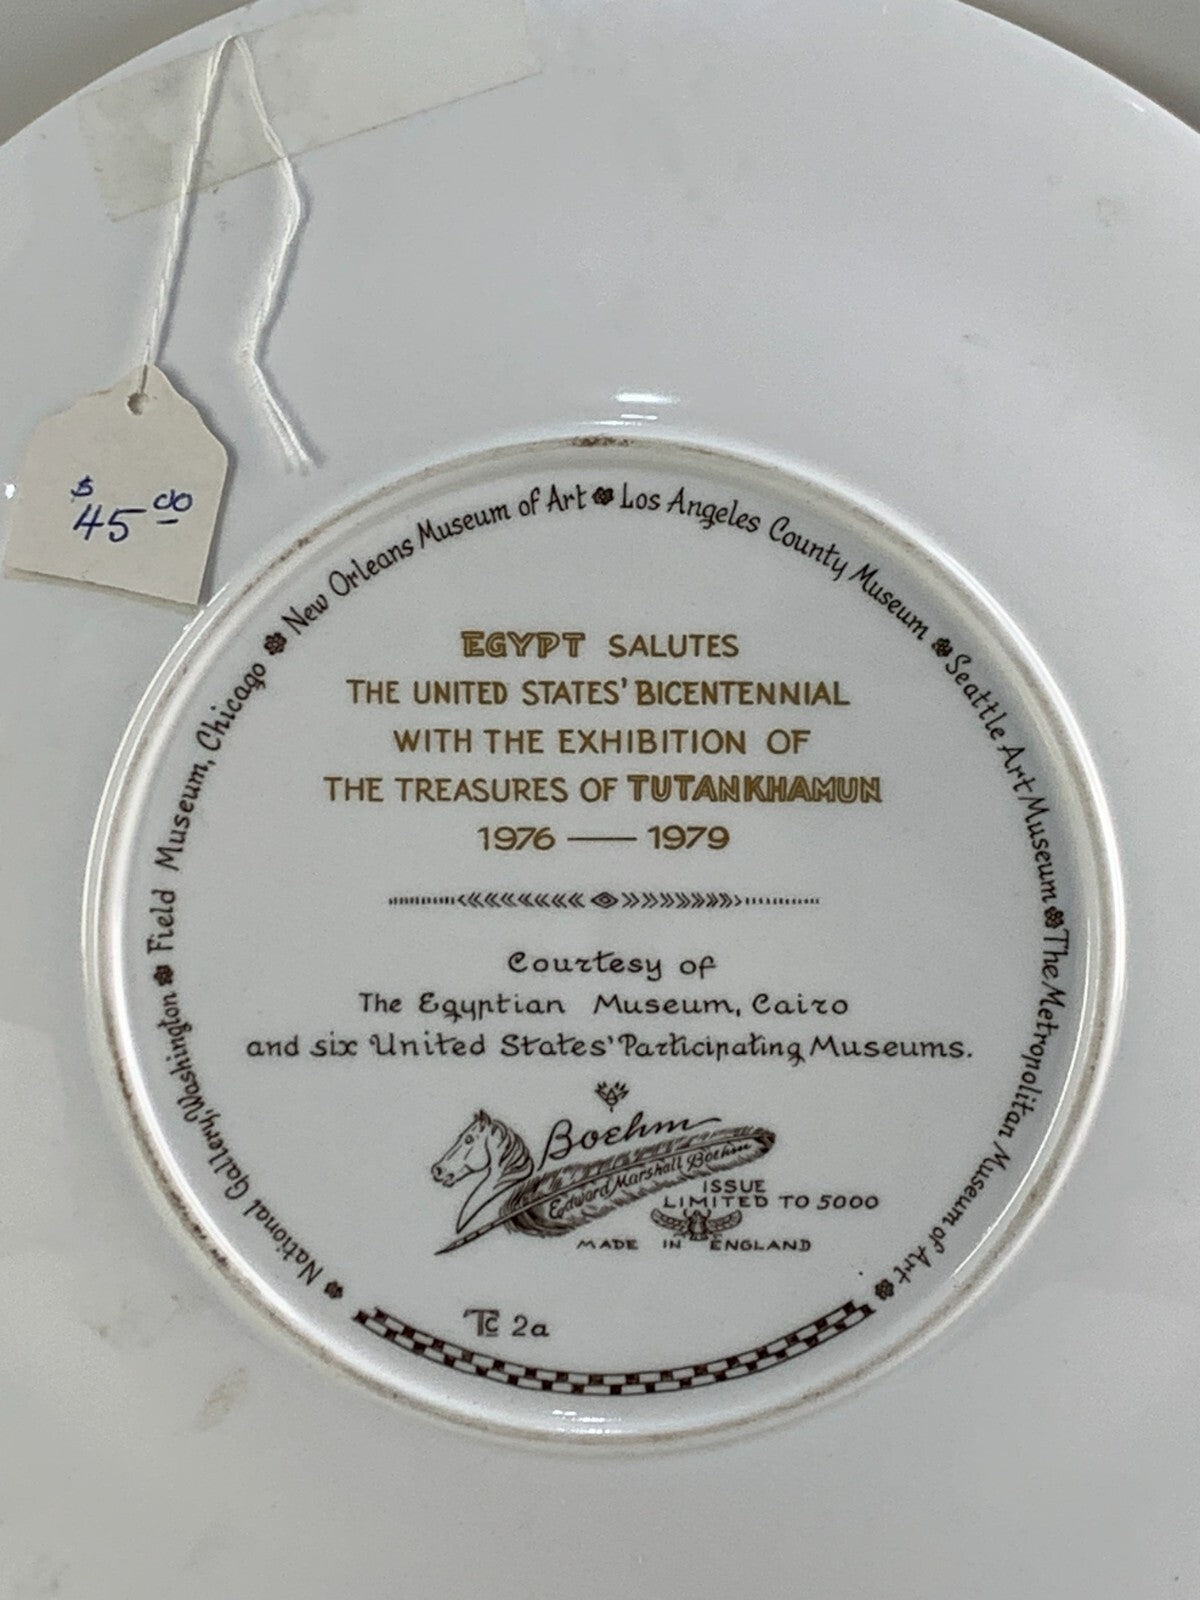 $45.00
National Gallery, Washington
Field Museum, Chicago
New Orleans Museum of Art
Los Angeles County Museum
Seattle Art Museum
The Metropolitan Museum of Art
EGYPT SALUTES
THE UNITED STATES' BICENTENNIAL
WITH THE EXHIBITION OF
THE TREASURES OF TUTANKHAMUN
1976 — 1979
Courtesy of
The Egyptian Museum, Cairo
and six United States' Participating Museums.
Boehm
Edward Marshall Boehm
ISSUE
LIMITED TO 5000
MADE IN ENGLAND
Tc 2a